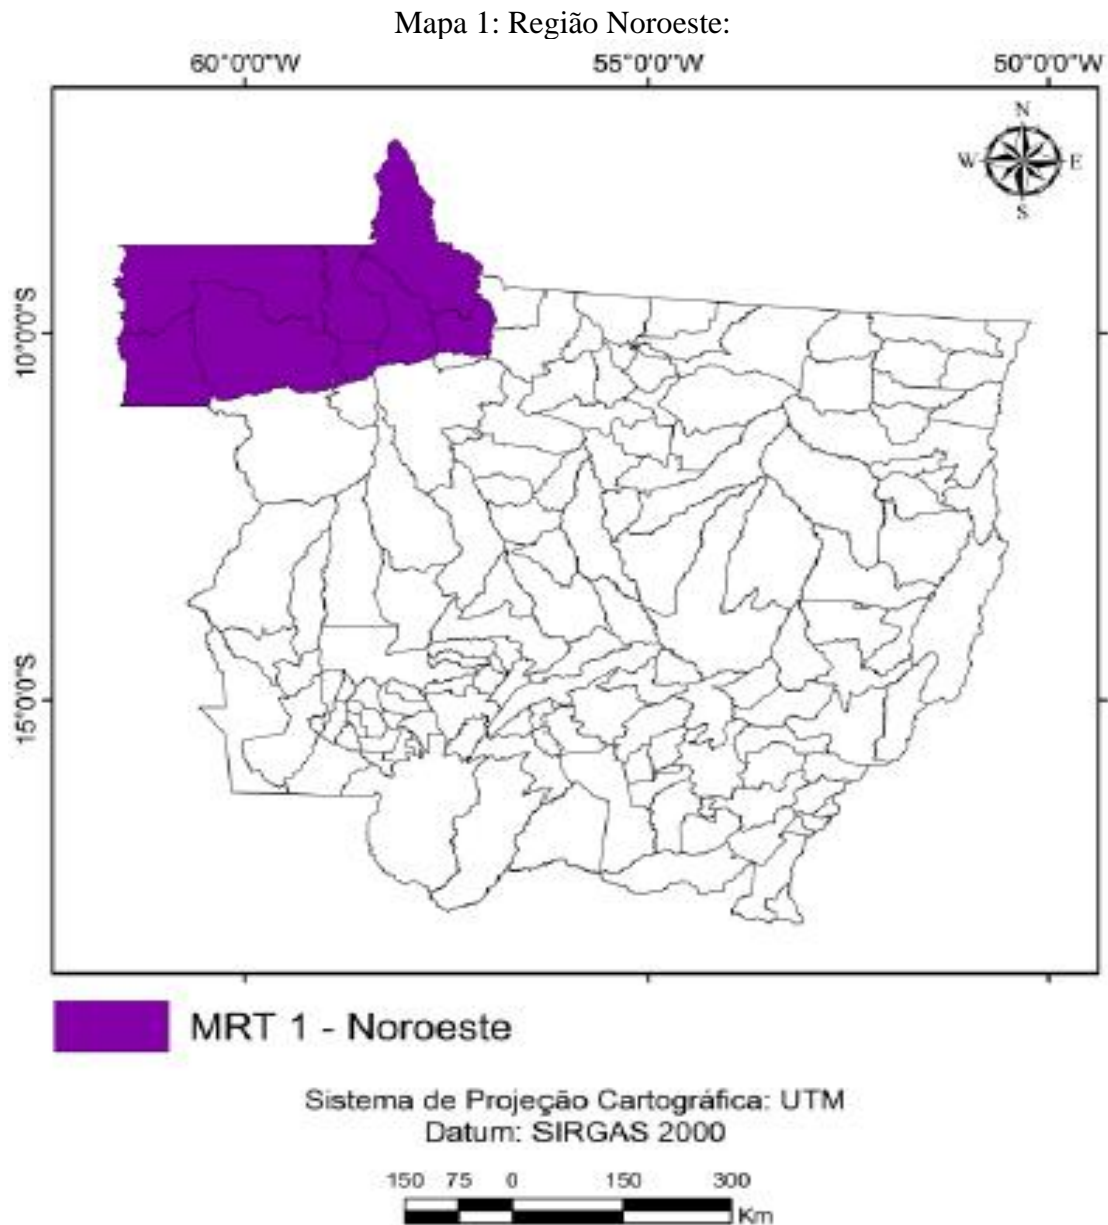 Mapa 1: Região Noroeste:
60°0'0"W 55°0'0"W 50°0'0"W
N
W E
S
10°0'0"S
15°0'0"S
MRT 1 - Noroeste
Sistema de Projeção Cartográfica: UTM
Datum: SIRGAS 2000
150 75 0 150 300
Km